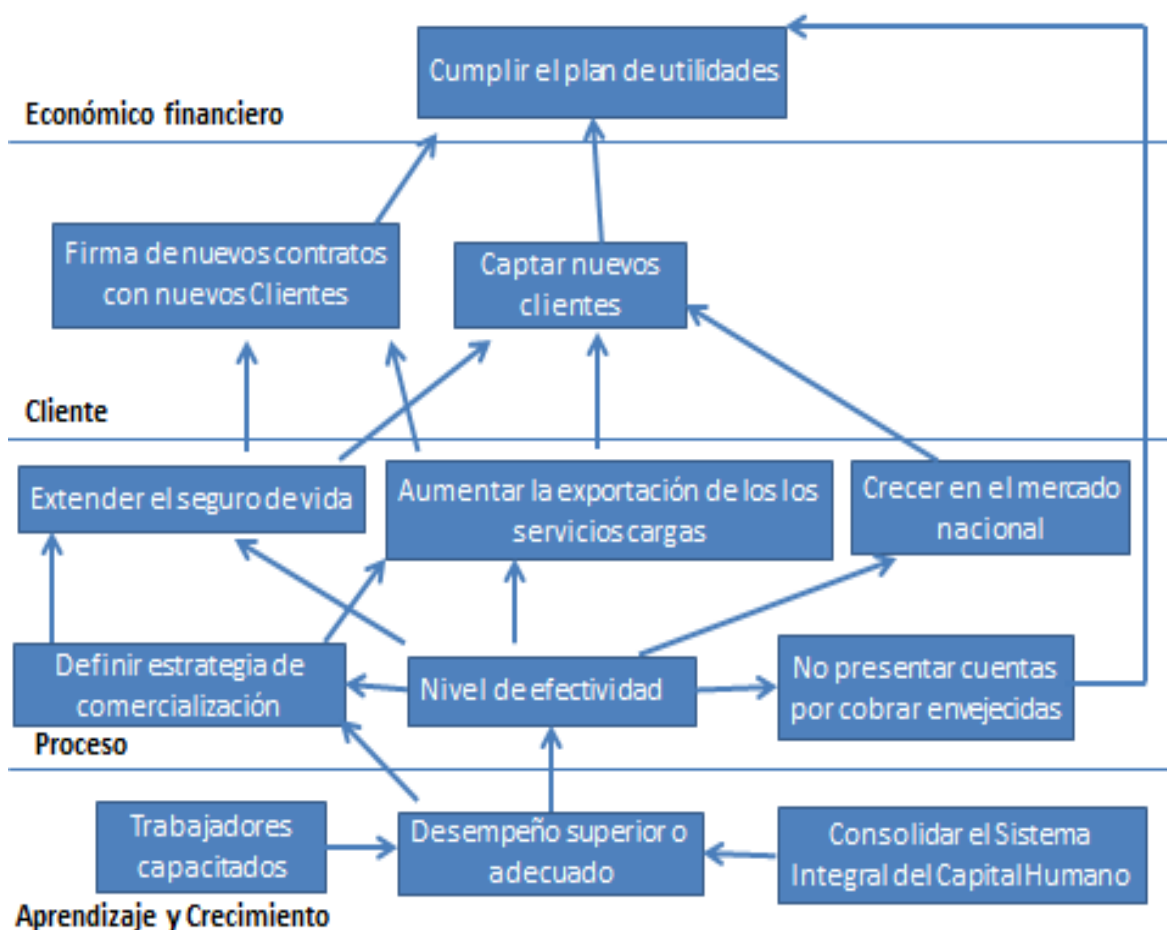 Cumplir el plan de utilidades
Económico financiero
Firma de nuevos contratos
con nuevos Clientes
Captar nuevos
clientes
Cliente
Extender el seguro de vida
Aumentar la exportación de los los
servicios cargas
Crecer en el mercado
nacional
Definir estrategia de
comercialización
Nivel de efectividad
No presentar cuentas
por cobrar envejecidas
Proceso
Trabajadores
capacitados
Desempeño superior o
adecuado
Consolidar el Sistema
Integral del Capital Humano
Aprendizaje y Crecimiento